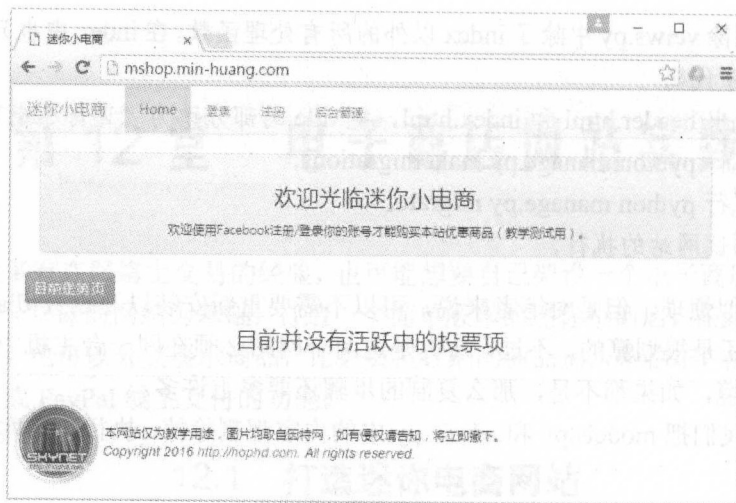 迷你小电商
mshop.min-huang.com
迷你小电商 Home 登录 注册 后台管理
欢迎光临迷你小电商
欢迎使用Facebook注册/登录你的账号才能购买本站优惠商品（教学测试用）。
目前并没有活跃中的投票项
SKYNET
本网站仅为教学用途，图片均取自因特网，如有侵权请告知，将立即撤下。
Copyright 2016 http://hophd.com. All rights reserved.